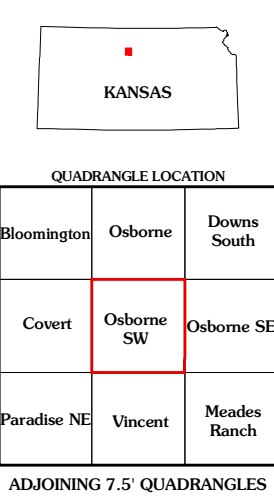 KANSAS
QUADRANGLE LOCATION
Bloomington
Osborne
Downs
South
Covert
Osborne
SW
Osborne SE
Paradise NE
Vincent
Meades
Ranch
ADJOINING 7.5' QUADRANGLES